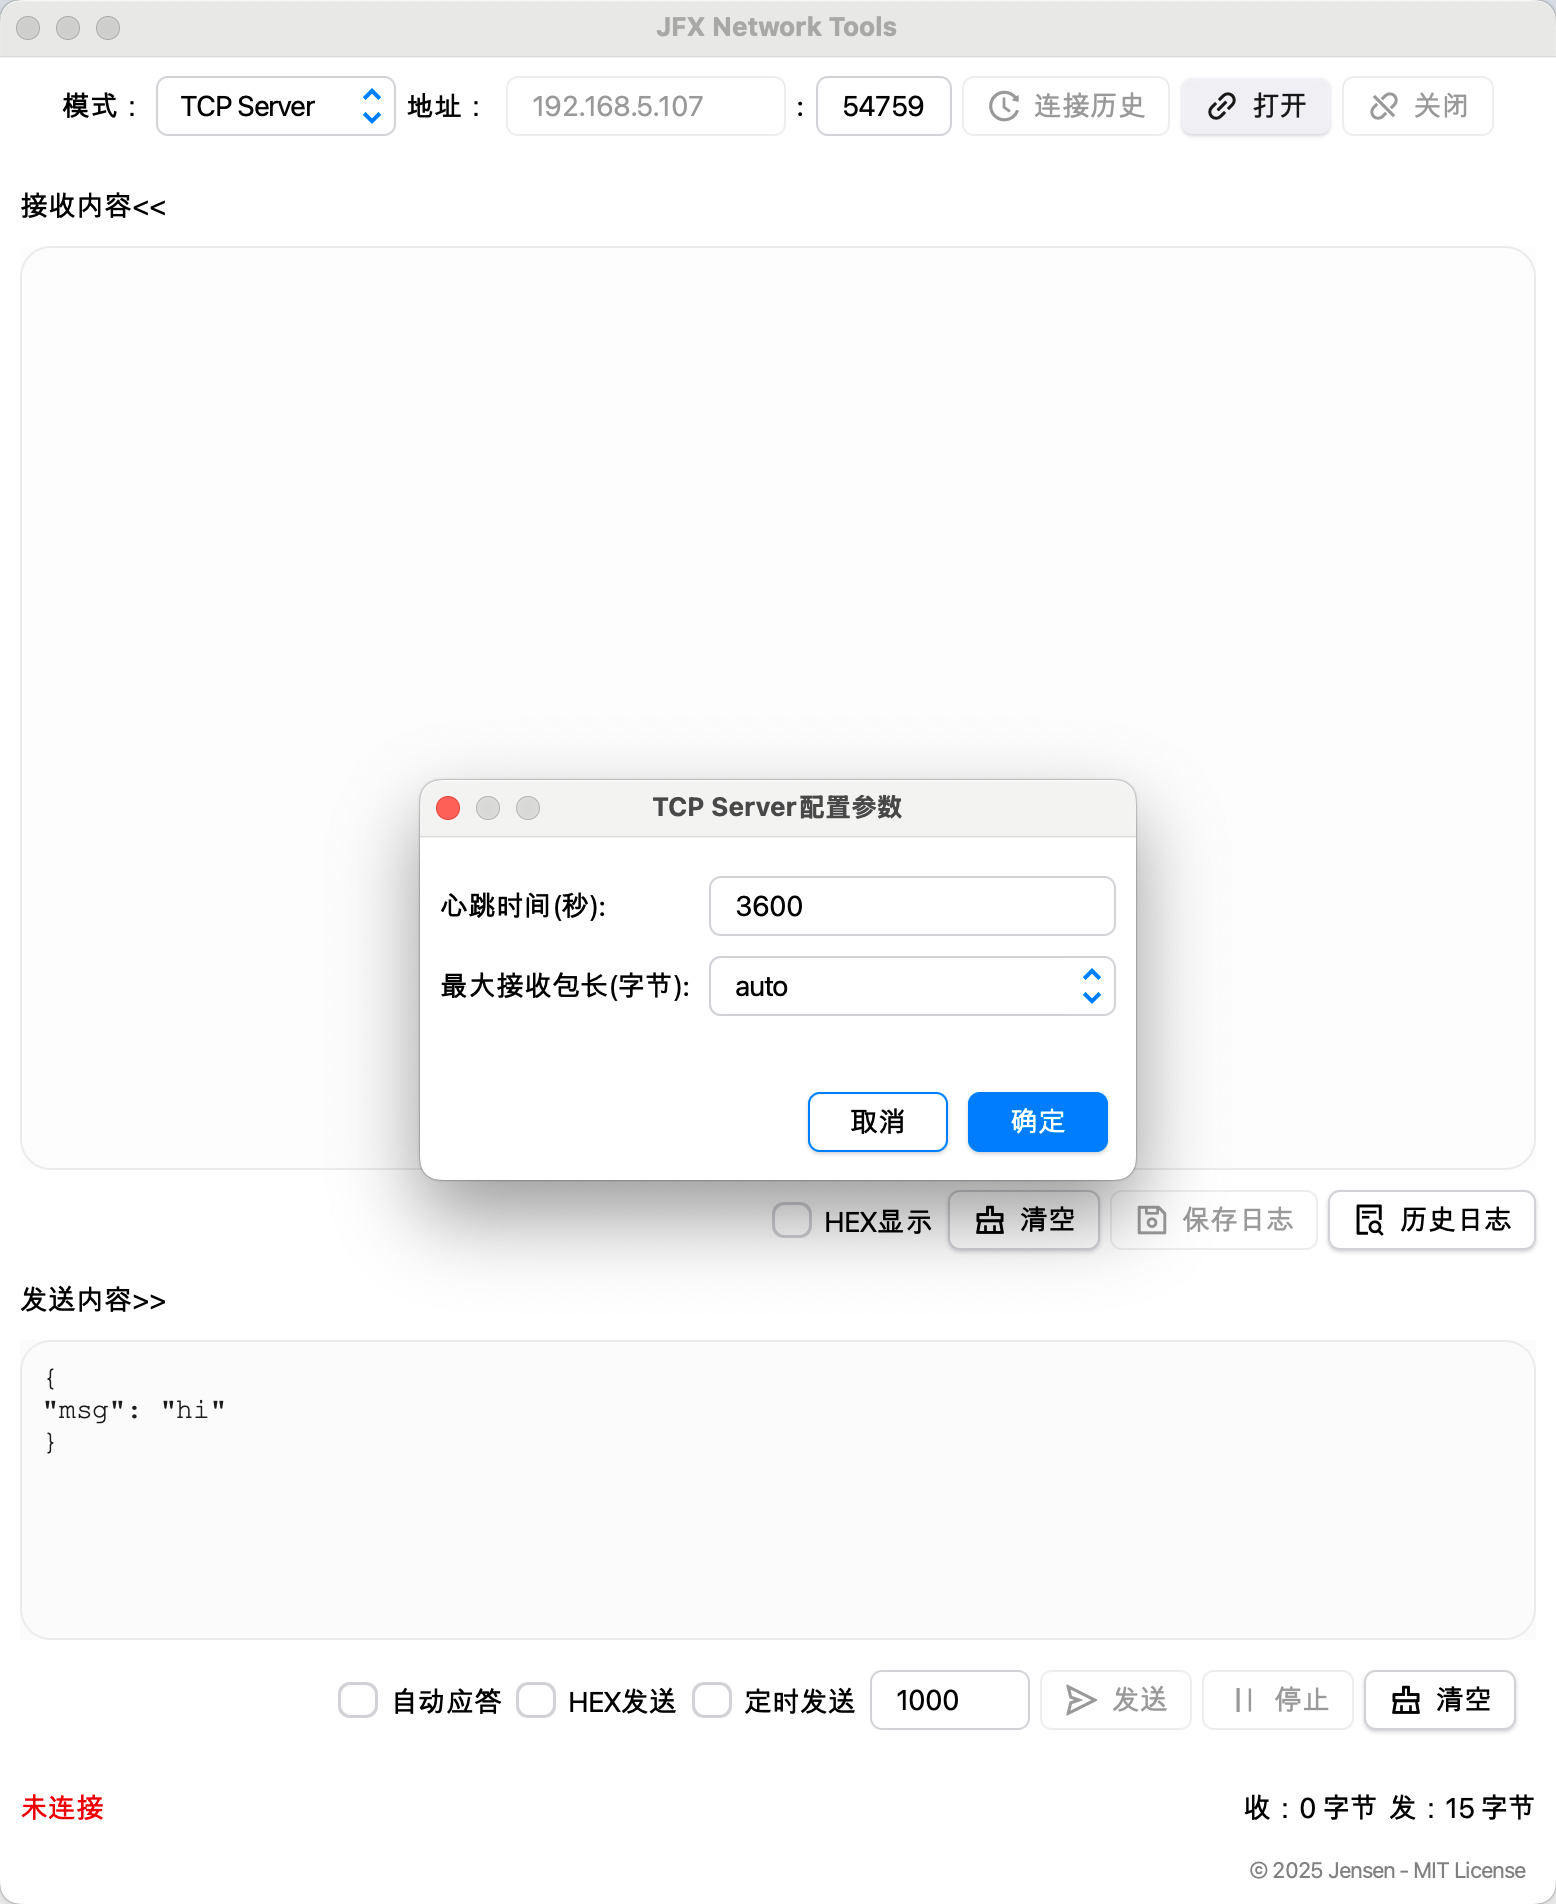 JFX Network Tools
模式： TCP Server 地址： 192.168.5.107 : 54759 连接历史 打开 关闭
接收内容<<
TCP Server配置参数
心跳时间(秒): 3600
最大接收包长(字节): auto
取消 确定
HEX显示 清空 保存日志 历史日志
发送内容>>
{
"msg": "hi"
}
自动应答 HEX发送 定时发送 1000 发送 停止 清空
未连接 收：0 字节 发：15 字节
© 2025 Jensen - MIT License